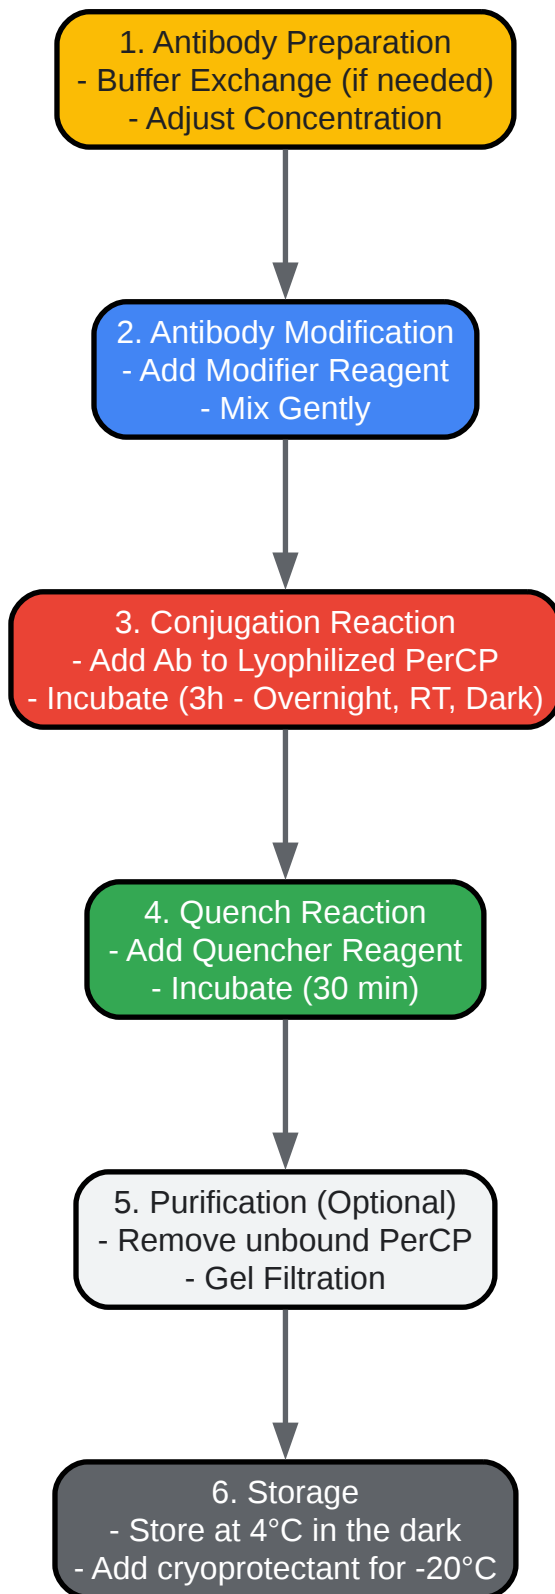 1. Antibody Preparation
- Buffer Exchange (if needed)
- Adjust Concentration
2. Antibody Modification
- Add Modifier Reagent
- Mix Gently
3. Conjugation Reaction
- Add Ab to Lyophilized PerCP
- Incubate (3h - Overnight, RT, Dark)
4. Quench Reaction
- Add Quencher Reagent
- Incubate (30 min)
5. Purification (Optional)
- Remove unbound PerCP
- Gel Filtration
6. Storage
- Store at 4°C in the dark
- Add cryoprotectant for -20°C